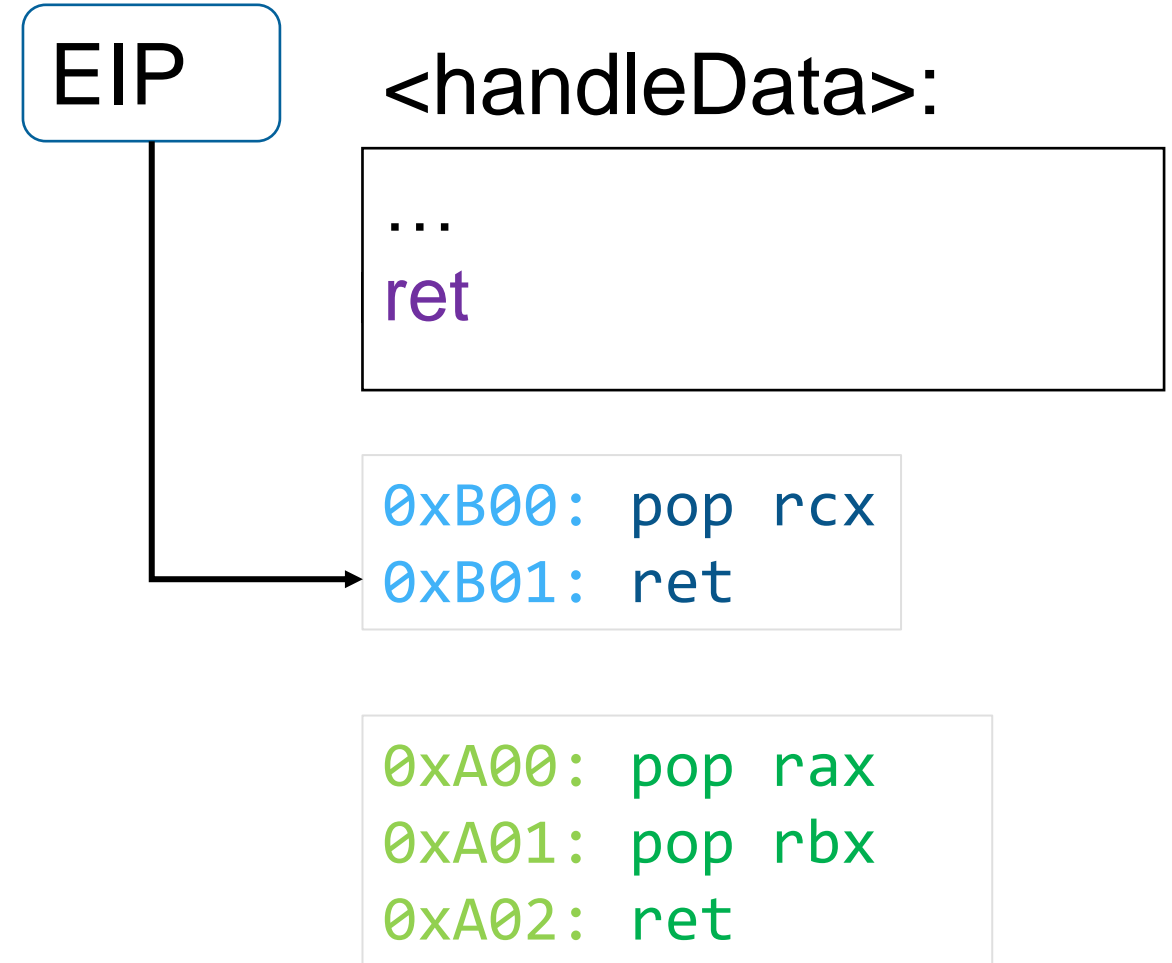 EIP
<handleData>:
…
ret
0xB00: pop rcx
0xB01: ret
0xA00: pop rax
0xA01: pop rbx
0xA02: ret